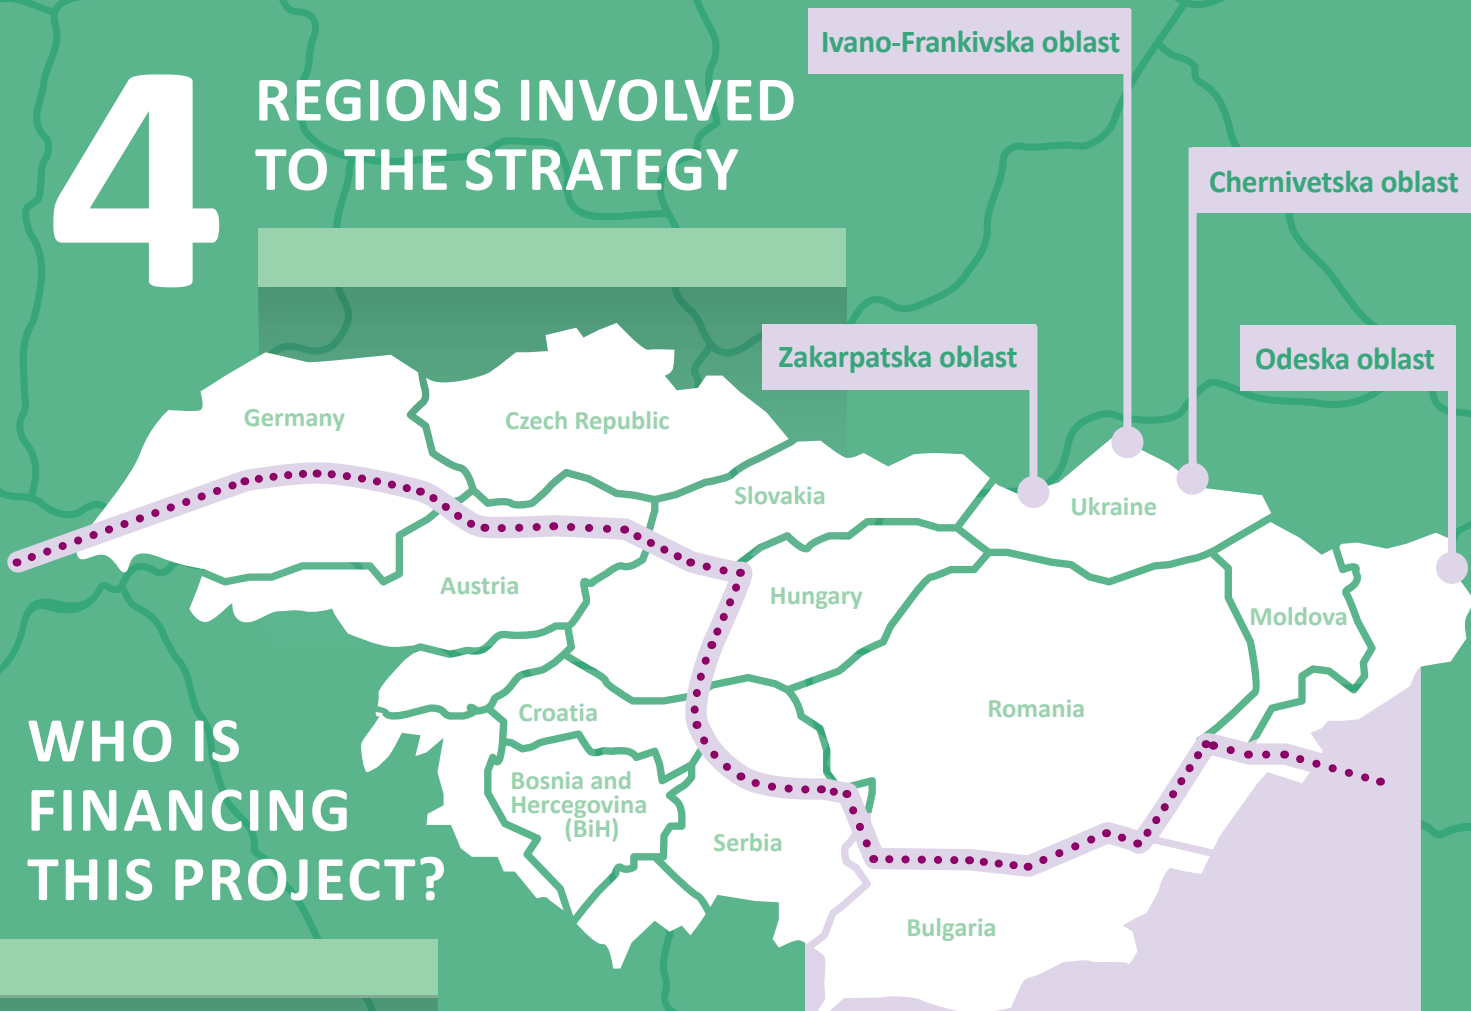 4
REGIONS INVOLVED
TO THE STRATEGY
Ivano-Frankivska oblast
Chernivetska oblast
Zakarpatska oblast
Odeska oblast
Germany
Czech Republic
Slovakia
Ukraine
Austria
Hungary
Moldova
Romania
Croatia
Bosnia and
Hercegovina
(BiH)
Serbia
Bulgaria
WHO IS
FINANCING
THIS PROJECT?